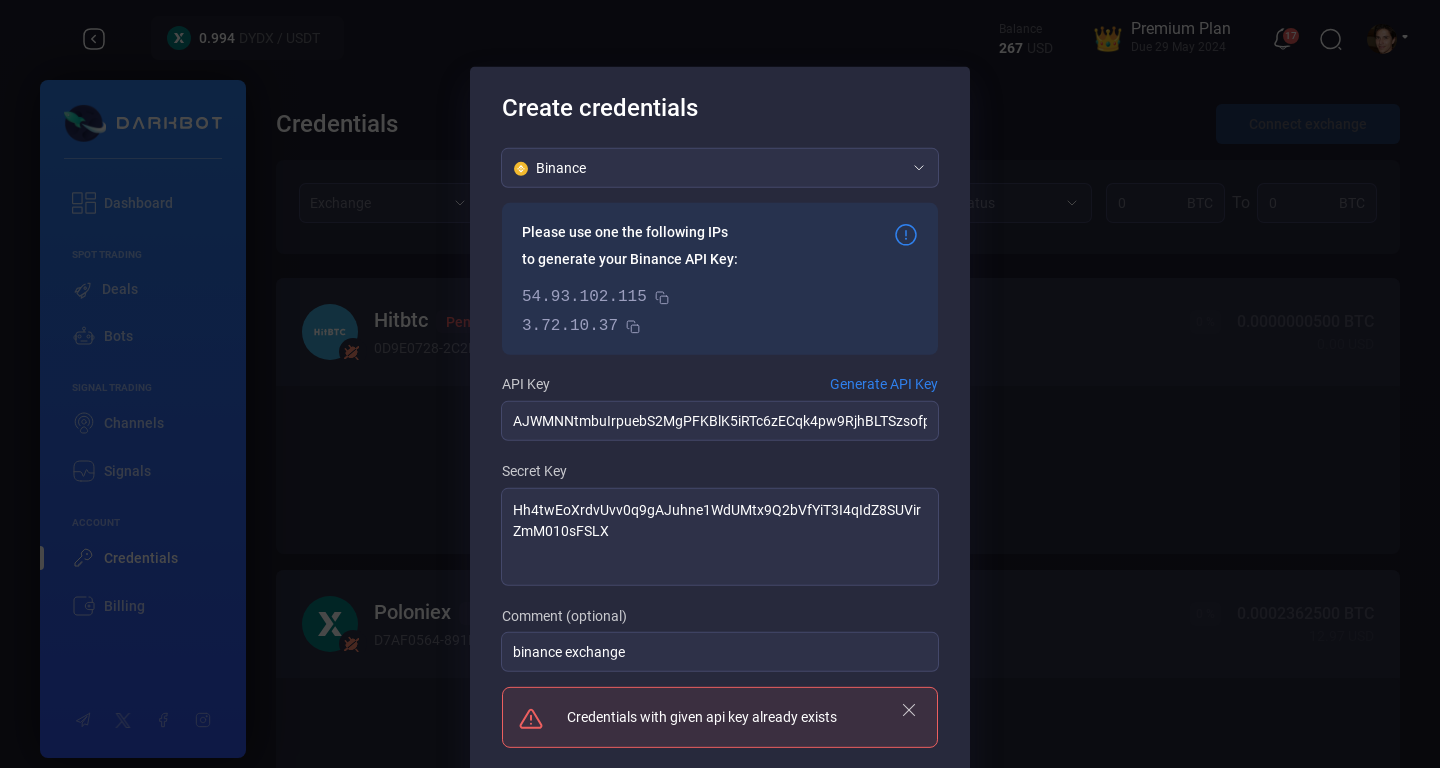 0.994 DYDX / USDT
Balance
267 USD
Premium Plan
Due 29 May 2024
17
DARKBOT
Dashboard
SPOT TRADING
Deals
Bots
SIGNAL TRADING
Channels
Signals
ACCOUNT
Credentials
Billing
Credentials
Connect exchange
Exchange
0 BTC
To
0 BTC
HitBTC
Hitbtc
0D9E0728-2C2
0.0000000500 BTC
Poloniex
D7AF0564-891
0.0002362500 BTC
Create credentials
Binance
Please use one the following IPs
to generate your Binance API Key:
54.93.102.115
3.72.10.37
API Key
Generate API Key
AJWMNNtmbuIrpuebS2MgPFKBlK5iRTc6zECqk4pw9RjhBLTSzsofp
Secret Key
Hh4twEoXrdvUvv0q9gAJuhne1WdUMtx9Q2bVfYiT3I4qIdZ8SUVir
ZmM010sFSLX
Comment (optional)
binance exchange
Credentials with given api key already exists